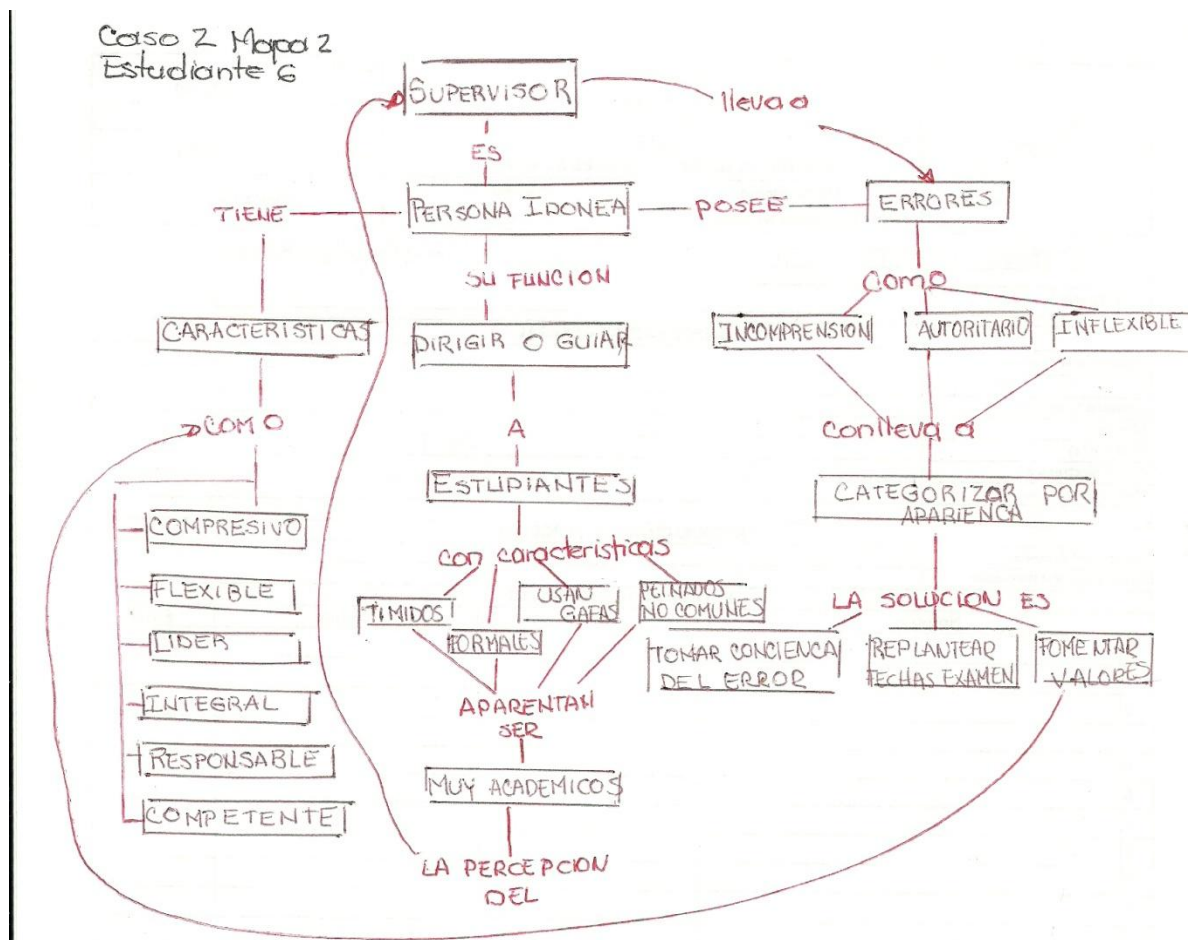 Caso 2 Mapa 2
Estudiante 6
SUPERVISOR
lleva a
ES
TIENE
PERSONA IDONEA
POSEE
ERRORES
SU FUNCION
COMO
CARACTERISTICAS
DIRIGIR O GUIAR
INCOMPRENSION
AUTORITARIO
INFLEXIBLE
COMO
A
Conlleva a
ESTUDIANTES
CATEGORIZAR POR
APARIENCA
COMPRESIVO
FLEXIBLE
LIDER
INTEGRAL
RESPONSABLE
COMPETENTE
con caracteristicas
TIMIDOS
FORMALES
USAN
GAFAS
PEINADOS
NO COMUNES
LA SOLUCION ES
TOMAR CONCIENCA
DEL ERROR
REPLANTEAR
FECHAS EXAMEN
FOMENTAR
VALORES
APARENTAN
SER
MUY ACADEMICOS
LA PERCEPCION
DEL